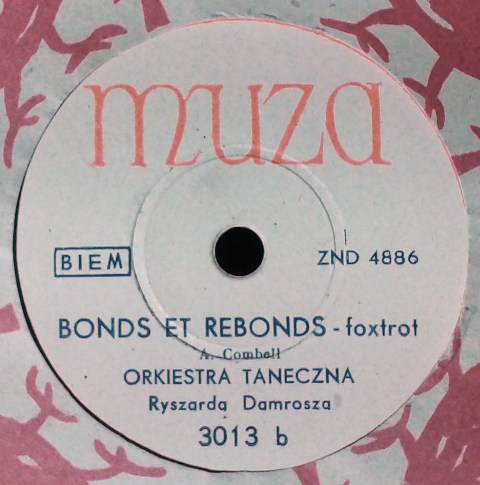 muza
BIEM ZND 4886
BONDS ET REBONDS - foxtrot
A. Combell
ORKIESTRA TANECZNA
Ryszarda Damrosza
3013 b